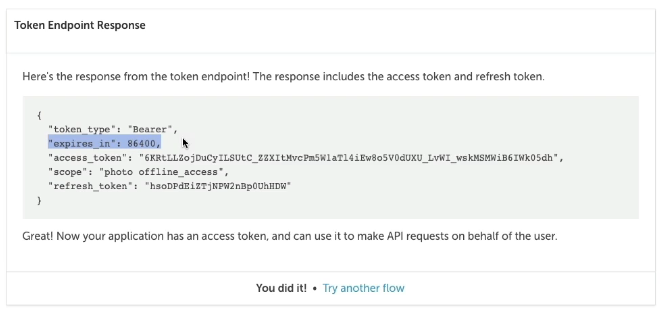 Token Endpoint Response
Here's the response from the token endpoint! The response includes the access token and refresh token.
{
"token_type": "Bearer",
"expires_in": 86400,
"access_token": "6KRtLLZojDuCyILSUtC_ZZXItMvcPm5WlaTl4iEw8o5V0dUXU_LvWI_wskMSMWiB6IWk05dh",
"scope": "photo offline_access",
"refresh_token": "hsoDPdEiZTjNPW2nBp0UhHDW"
}
Great! Now your application has an access token, and can use it to make API requests on behalf of the user.
You did it! • Try another flow